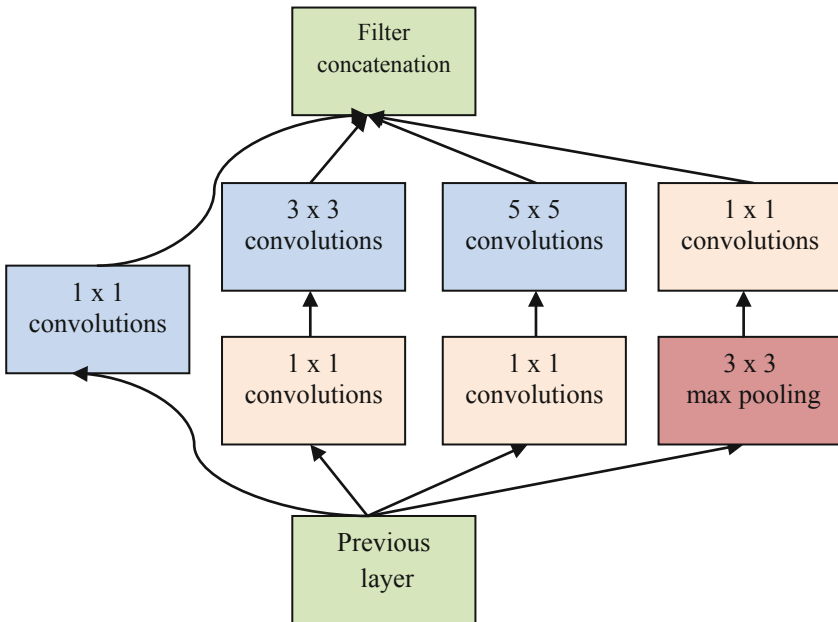 Filter
concatenation
3 x 3
convolutions
5 x 5
convolutions
1 x 1
convolutions
1 x 1
convolutions
1 x 1
convolutions
1 x 1
convolutions
3 x 3
max pooling
Previous
layer